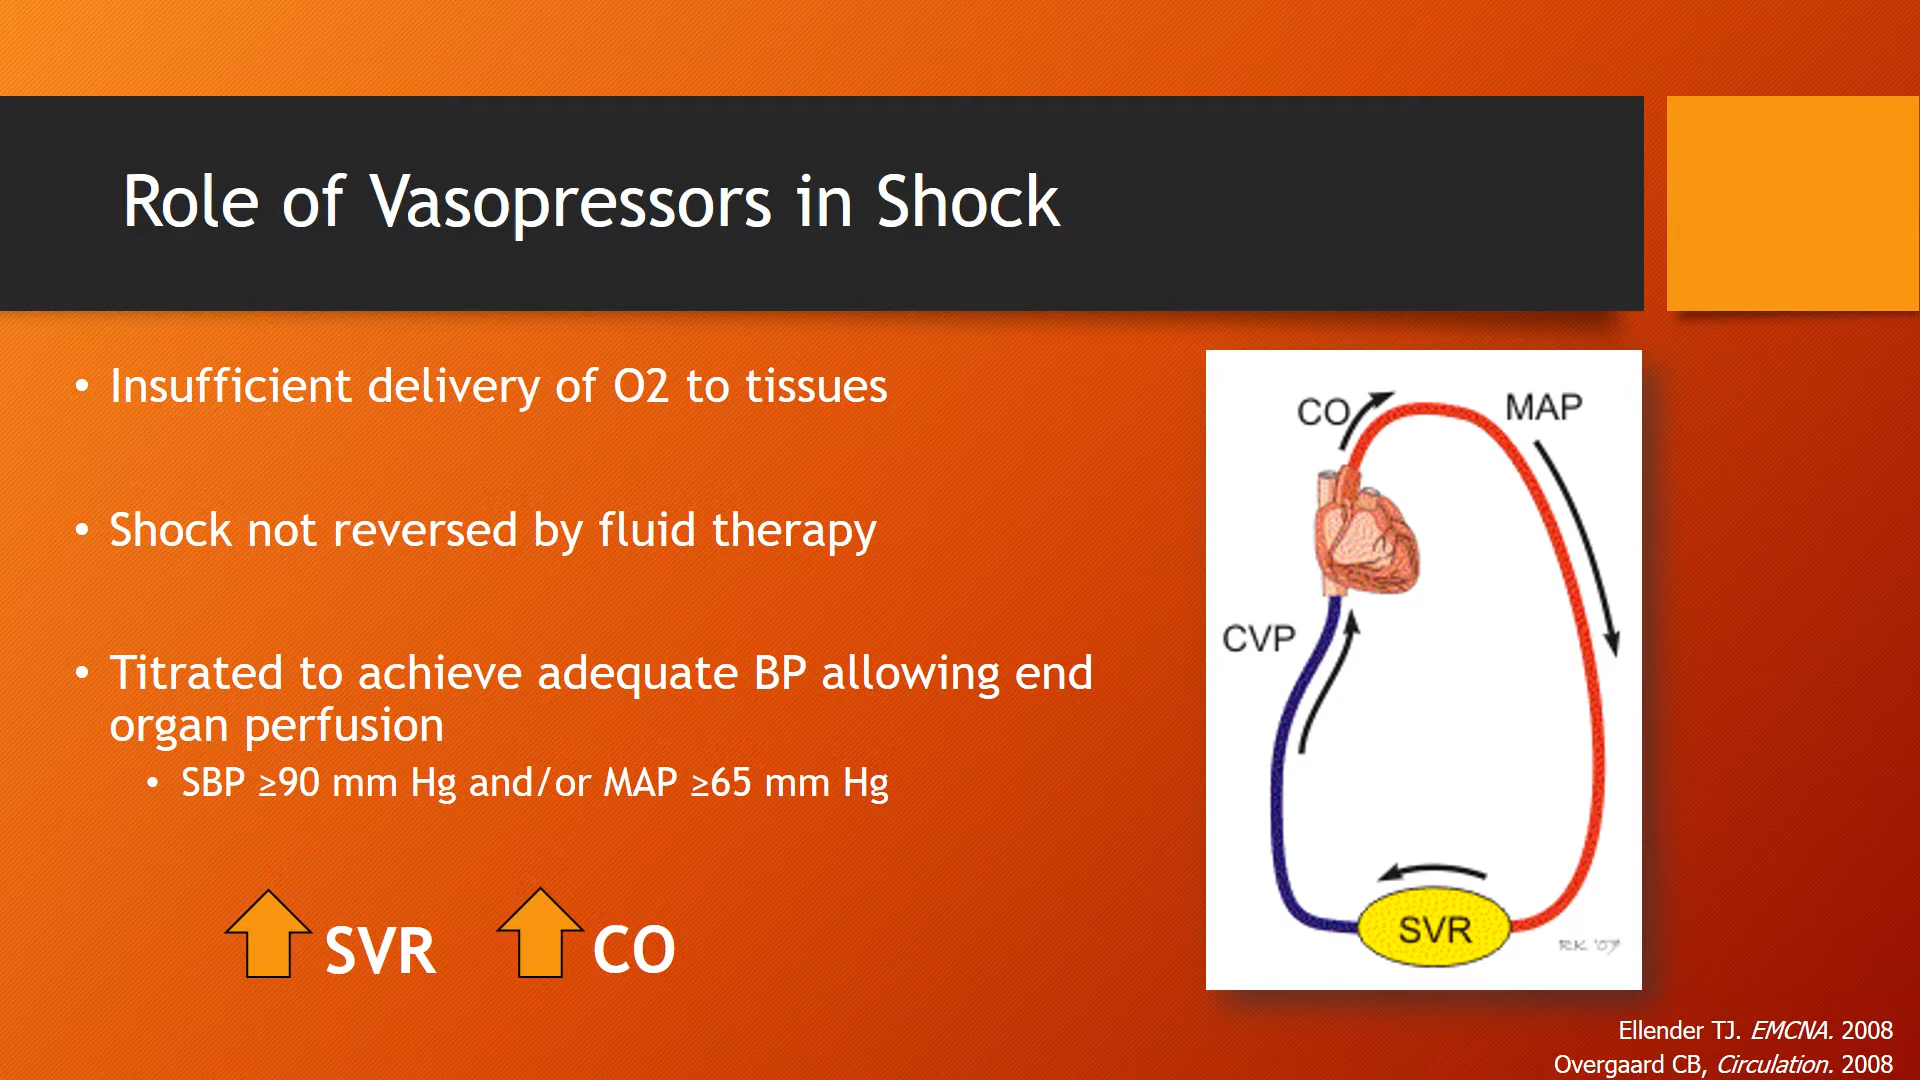 Role of Vasopressors in Shock
• Insufficient delivery of O2 to tissues
• Shock not reversed by fluid therapy
• Titrated to achieve adequate BP allowing end
organ perfusion
• SBP ≥90 mm Hg and/or MAP ≥65 mm Hg
SVR
CO
CO
MAP
CVP
SVR
RK '07
Ellender TJ. EMCNA. 2008
Overgaard CB, Circulation. 2008